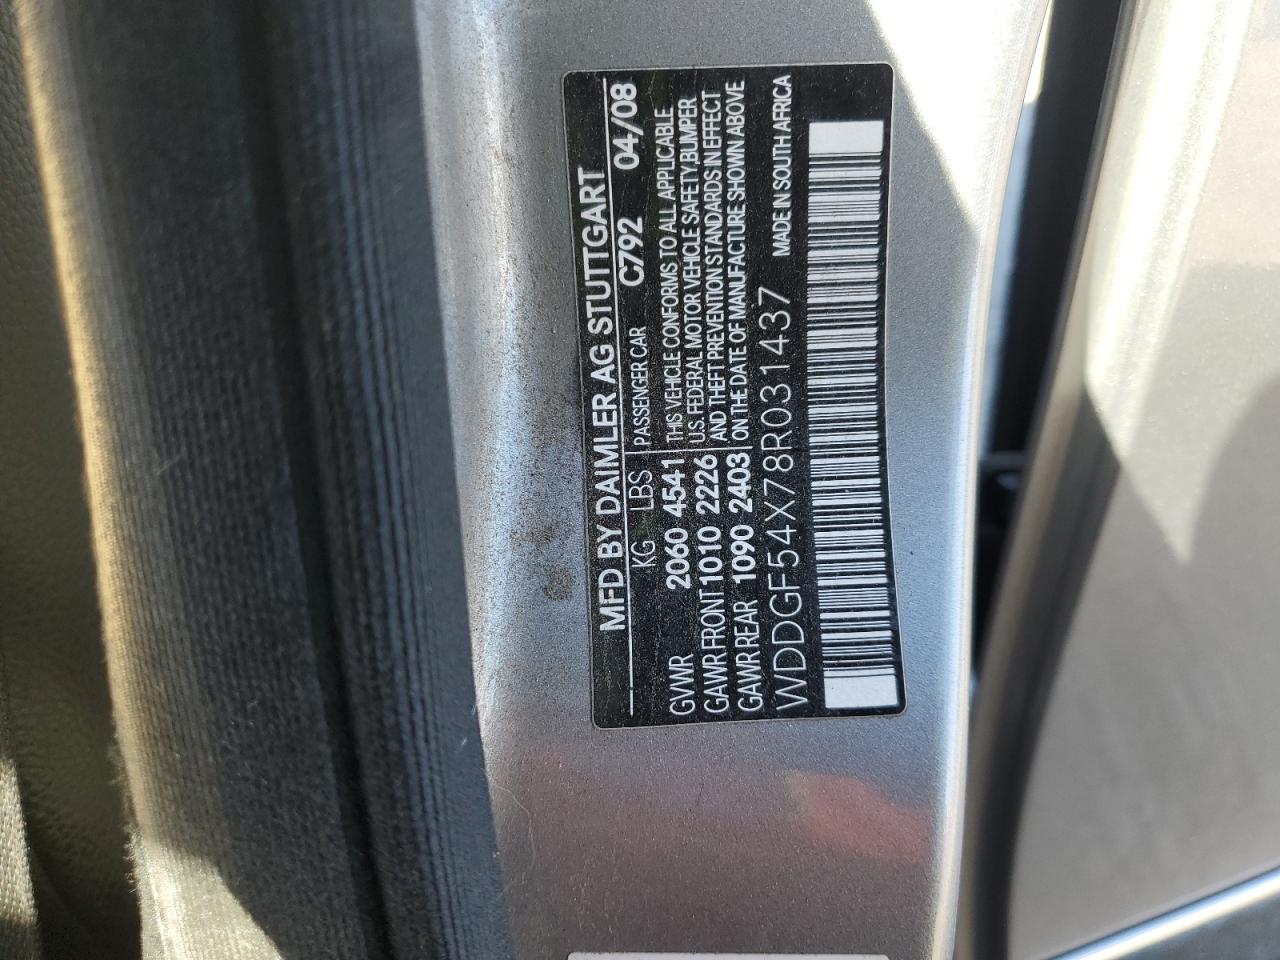 MFD BY DAIMLER AG STUTTGART
KG LBS PASSENGER CAR C792 04/08
GVWR 2060 4541 THIS VEHICLE CONFORMS TO ALL APPLICABLE
GAWR FRONT 1010 2226 U.S. FEDERAL MOTOR VEHICLE SAFETY,BUMPER
AND THEFT PREVENTION STANDARDS IN EFFECT
GAWR REAR 1090 2403 ON THE DATE OF MANUFACTURE SHOWN ABOVE
WDDGF54X78R031437 MADE IN SOUTH AFRICA